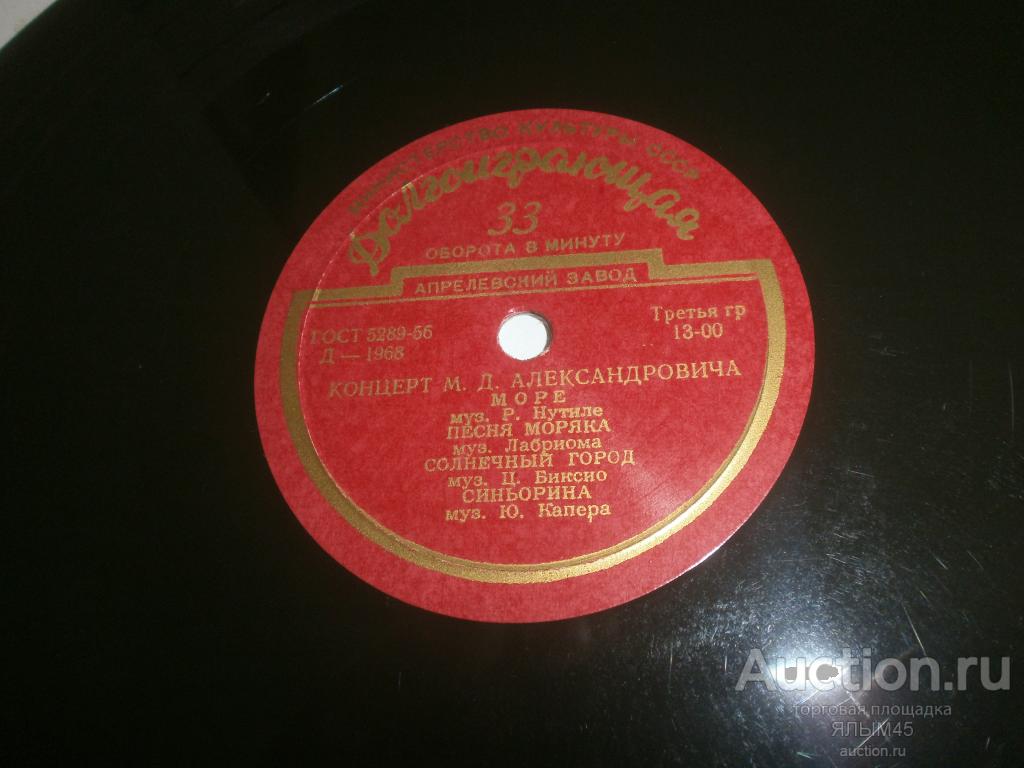 МИНИСТЕРСТВО КУЛЬТУРЫ СССР
Долгоиграющая
33
ОБОРОТА В МИНУТУ
АПРЕЛЕВСКИЙ ЗАВОД
ГОСТ 5289-56
Д — 1968
Третья гр
13-00
КОНЦЕРТ М. Д. АЛЕКСАНДРОВИЧА
МОРЕ
муз. Р. Нутиле
ПЕСНЯ МОРЯКА
муз. Лабриома
СОЛНЕЧНЫЙ ГОРОД
муз. Ц. Биксио
СИНЬОРИНА
муз. Ю. Капера
Auction.ru
торговая площадка
ЯЛЫМ45
auction.ru